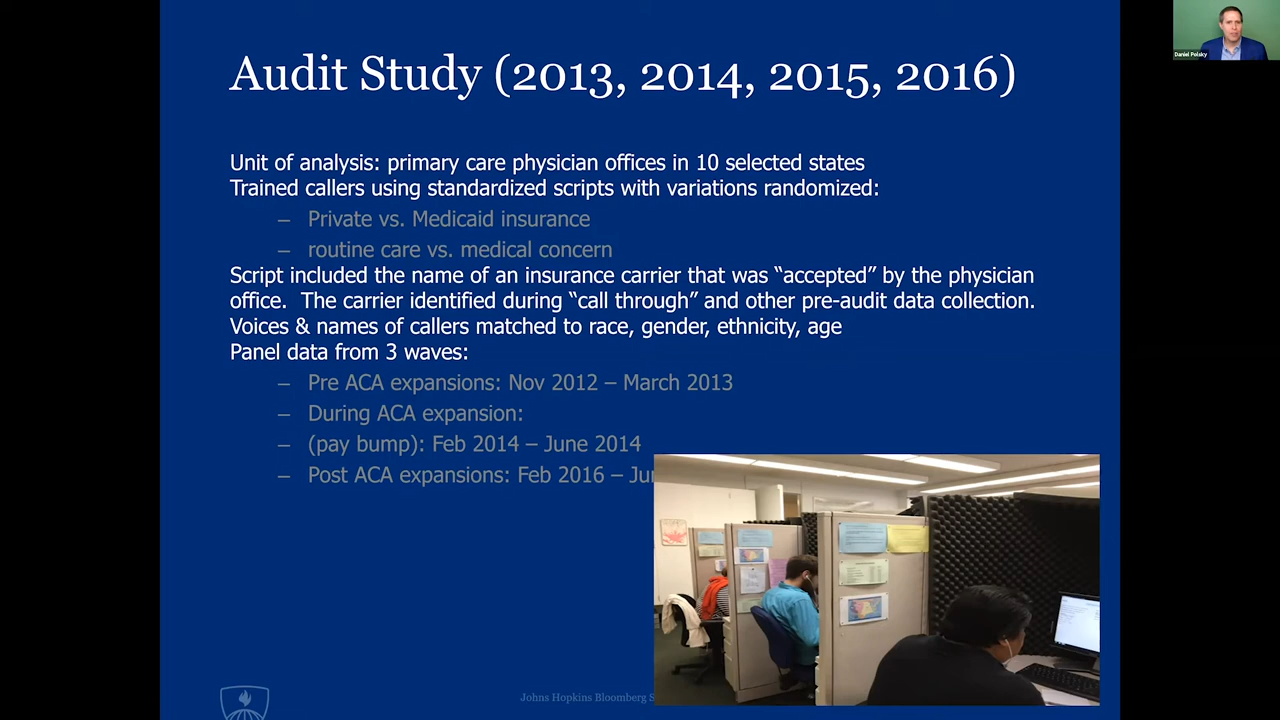 Audit Study (2013, 2014, 2015, 2016)
Daniel Polsky
Unit of analysis: primary care physician offices in 10 selected states
Trained callers using standardized scripts with variations randomized:
– Private vs. Medicaid insurance
– routine care vs. medical concern
Script included the name of an insurance carrier that was “accepted” by the physician
office.  The carrier identified during “call through” and other pre-audit data collection.
Voices & names of callers matched to race, gender, ethnicity, age
Panel data from 3 waves:
– Pre ACA expansions: Nov 2012 – March 2013
– During ACA expansion:
– (pay bump): Feb 2014 – June 2014
– Post ACA expansions: Feb 2016 –
Johns Hopkins Bloomberg